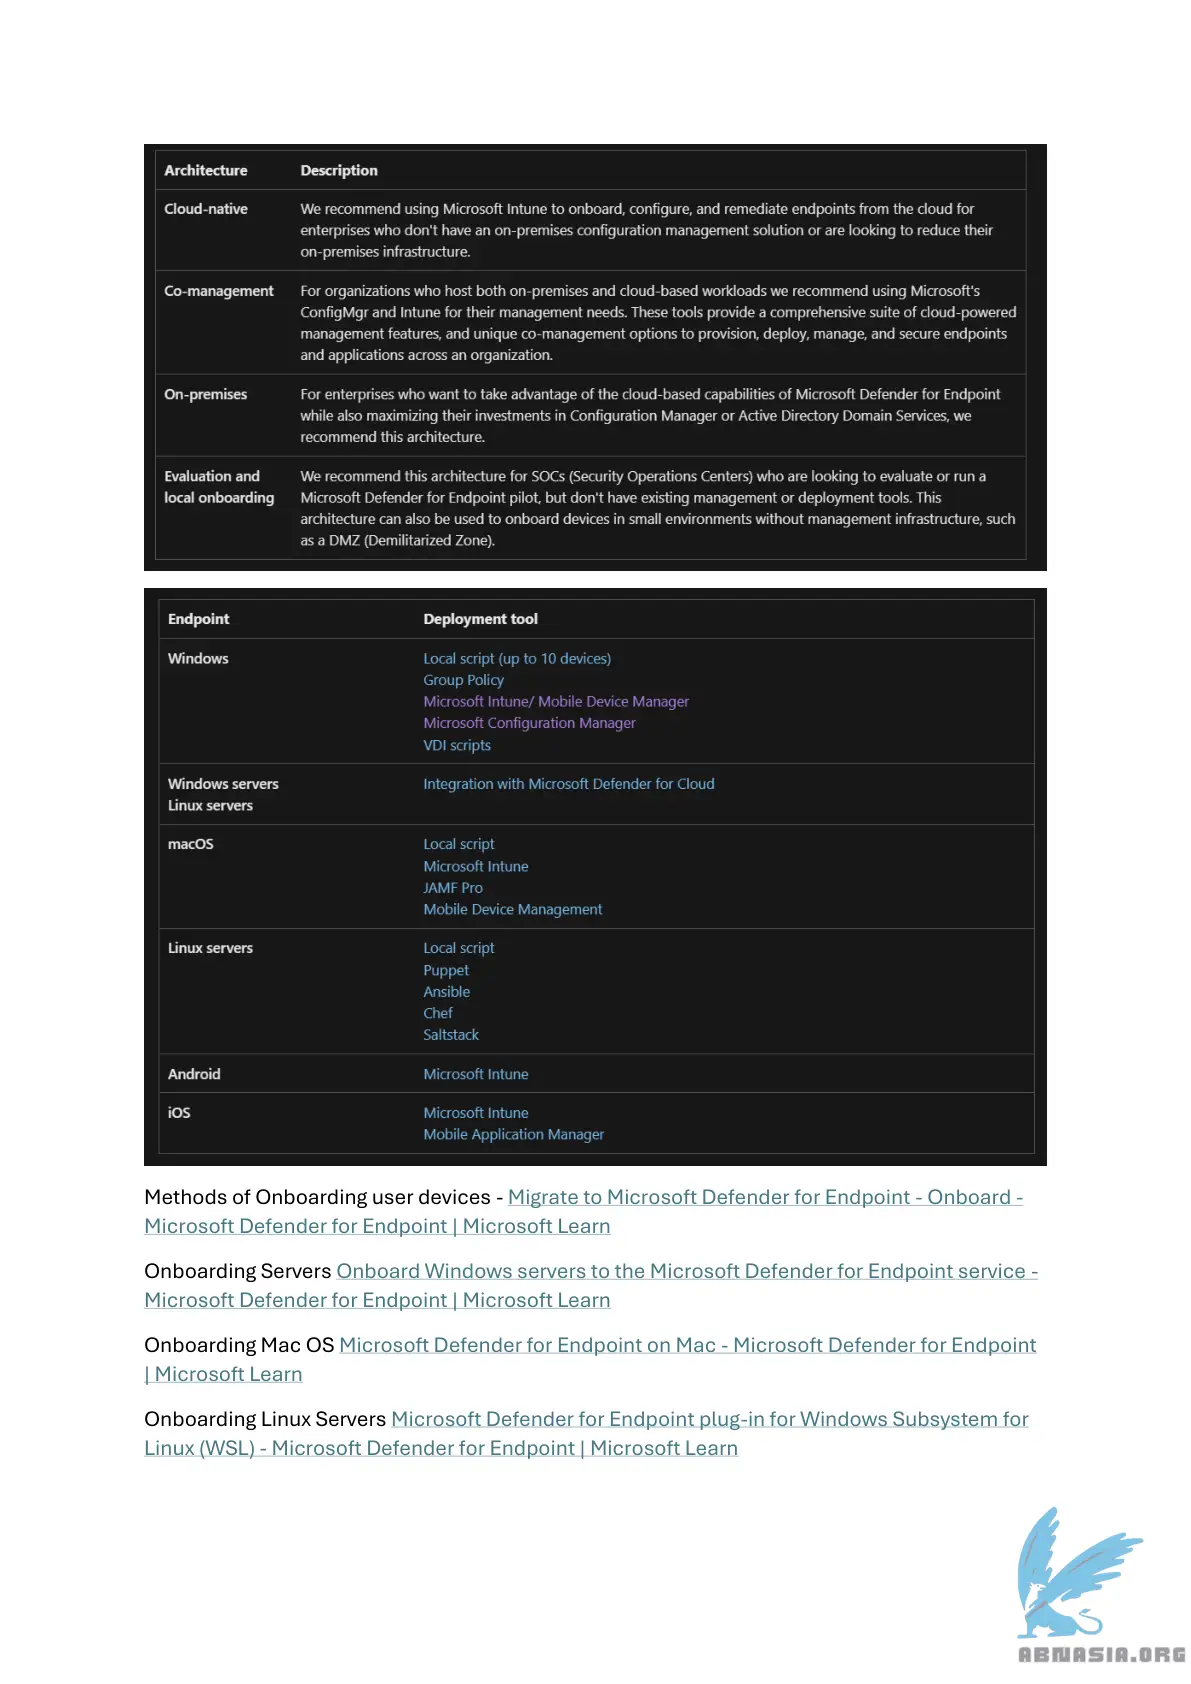 Architecture Description
Cloud-native We recommend using Microsoft Intune to onboard, configure, and remediate endpoints from the cloud for
enterprises who don't have an on-premises configuration management solution or are looking to reduce their
on-premises infrastructure.
Co-management For organizations who host both on-premises and cloud-based workloads we recommend using Microsoft's
ConfigMgr and Intune for their management needs. These tools provide a comprehensive suite of cloud-powered
management features, and unique co-management options to provision, deploy, manage, and secure endpoints
and applications across an organization.
On-premises For enterprises who want to take advantage of the cloud-based capabilities of Microsoft Defender for Endpoint
while also maximizing their investments in Configuration Manager or Active Directory Domain Services, we
recommend this architecture.
Evaluation and We recommend this architecture for SOCs (Security Operations Centers) who are looking to evaluate or run a
local onboarding Microsoft Defender for Endpoint pilot, but don't have existing management or deployment tools. This
architecture can also be used to onboard devices in small environments without management infrastructure, such
as a DMZ (Demilitarized Zone).
Endpoint Deployment tool
Windows Local script (up to 10 devices)
Group Policy
Microsoft Intune/ Mobile Device Manager
Microsoft Configuration Manager
VDI scripts
Windows servers Integration with Microsoft Defender for Cloud
Linux servers
macOS Local script
Microsoft Intune
JAMF Pro
Mobile Device Management
Linux servers Local script
Puppet
Ansible
Chef
Saltstack
Android Microsoft Intune
iOS Microsoft Intune
Mobile Application Manager
Methods of Onboarding user devices - Migrate to Microsoft Defender for Endpoint - Onboard -
Microsoft Defender for Endpoint | Microsoft Learn
Onboarding Servers Onboard Windows servers to the Microsoft Defender for Endpoint service -
Microsoft Defender for Endpoint | Microsoft Learn
Onboarding Mac OS Microsoft Defender for Endpoint on Mac - Microsoft Defender for Endpoint
| Microsoft Learn
Onboarding Linux Servers Microsoft Defender for Endpoint plug-in for Windows Subsystem for
Linux (WSL) - Microsoft Defender for Endpoint | Microsoft Learn
ABNASIA.ORG